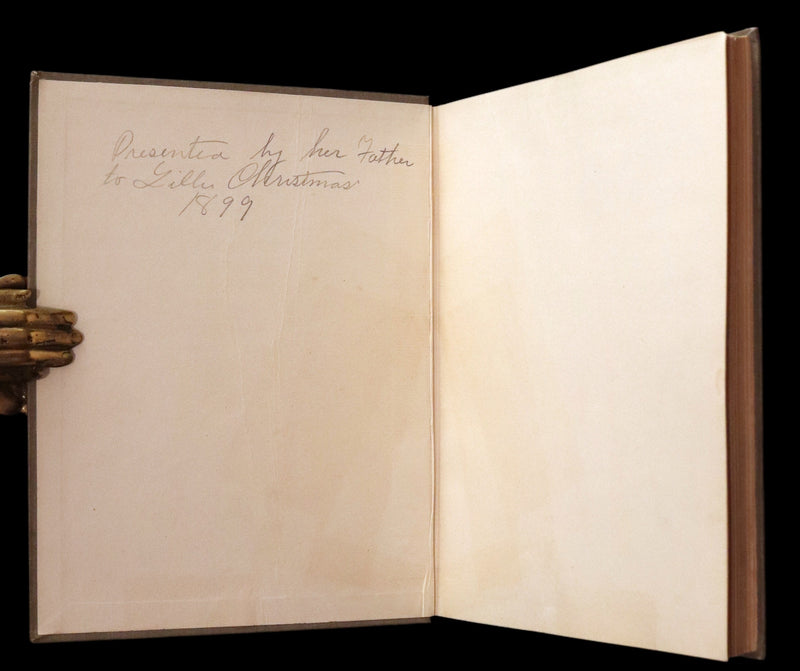 Presented by her Father
to Lillie Christmas
1899